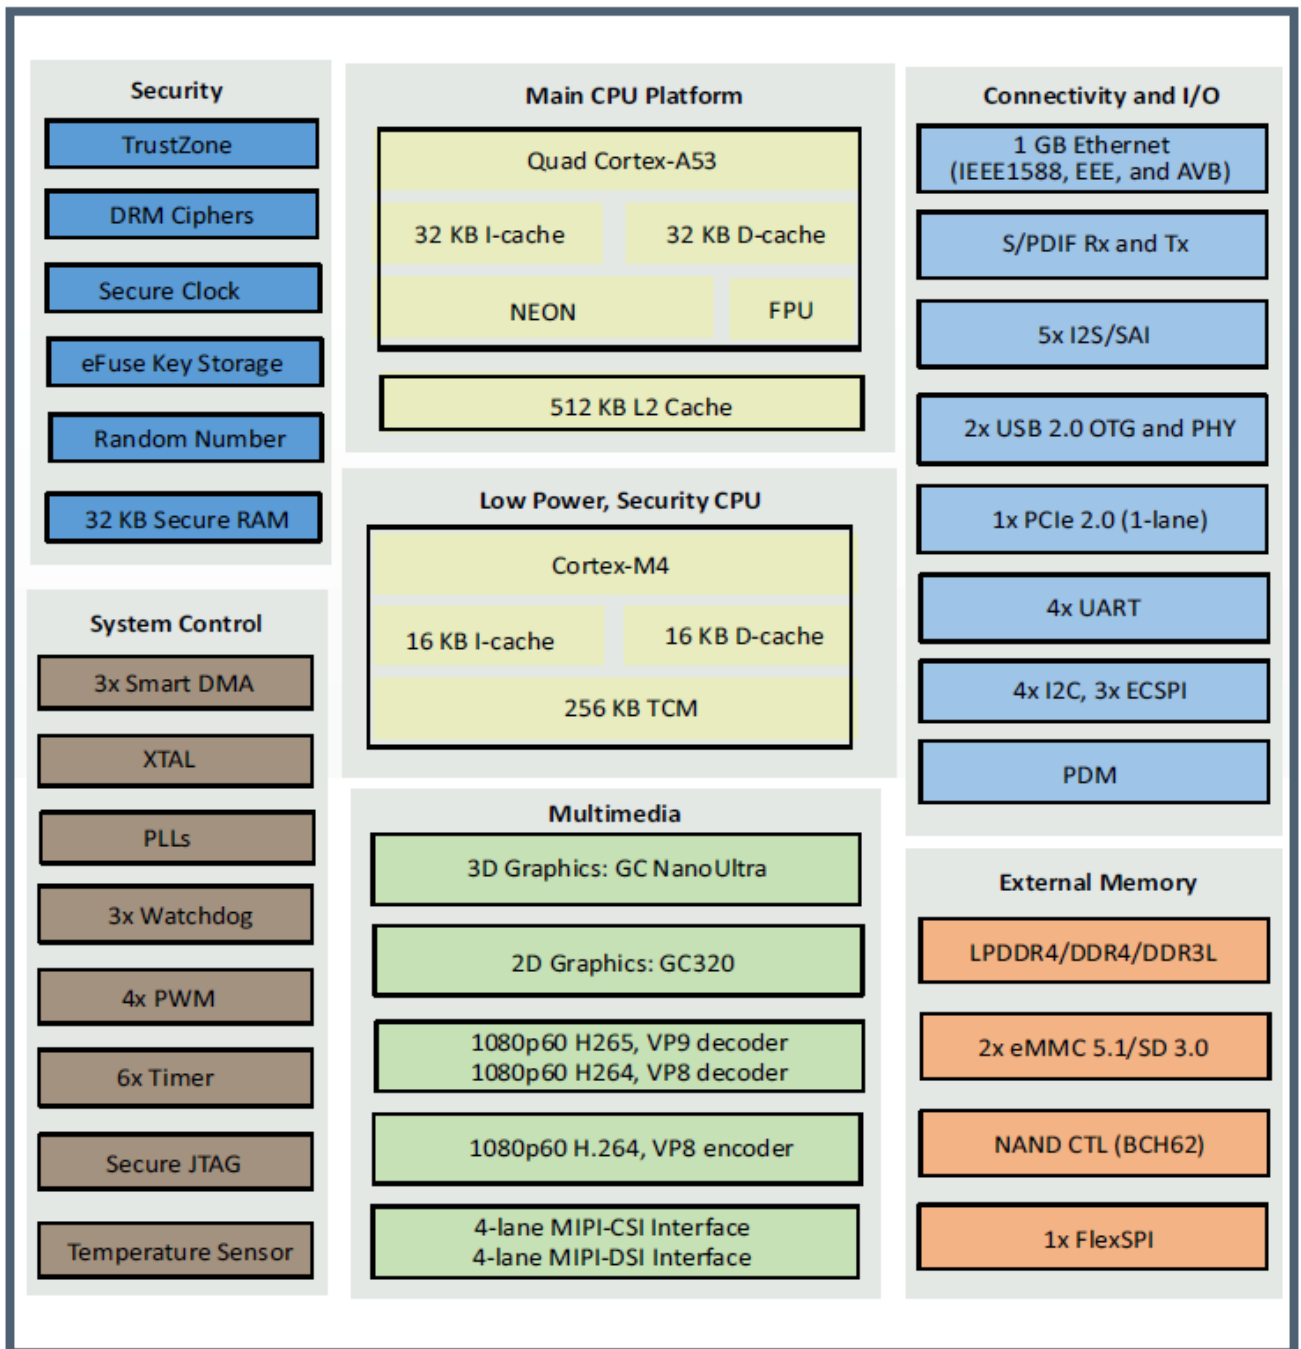 Security
TrustZone
DRM Ciphers
Secure Clock
eFuse Key Storage
Random Number
32 KB Secure RAM
System Control
3x Smart DMA
XTAL
PLLs
3x Watchdog
4x PWM
6x Timer
Secure JTAG
Temperature Sensor
Main CPU Platform
Quad Cortex-A53
32 KB I-cache
32 KB D-cache
NEON
FPU
512 KB L2 Cache
Low Power, Security CPU
Cortex-M4
16 KB I-cache
16 KB D-cache
256 KB TCM
Multimedia
3D Graphics: GC NanoUltra
2D Graphics: GC320
1080p60 H265, VP9 decoder
1080p60 H264, VP8 decoder
1080p60 H.264, VP8 encoder
4-lane MIPI-CSI Interface
4-lane MIPI-DSI Interface
Connectivity and I/O
1 GB Ethernet
(IEEE1588, EEE, and AVB)
S/PDIF Rx and Tx
5x I2S/SAI
2x USB 2.0 OTG and PHY
1x PCIe 2.0 (1-lane)
4x UART
4x I2C, 3x ECSPI
PDM
External Memory
LPDDR4/DDR4/DDR3L
2x eMMC 5.1/SD 3.0
NAND CTL (BCH62)
1x FlexSPI